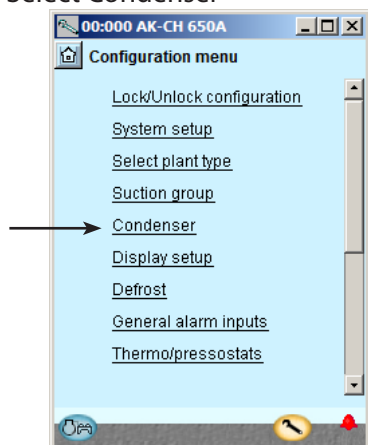 Select Condenser
00:000 AK-CH 650A
Configuration menu
Lock/Unlock configuration
System setup
Select plant type
Suction group
Condenser
Display setup
Defrost
General alarm inputs
Thermo/pressostats